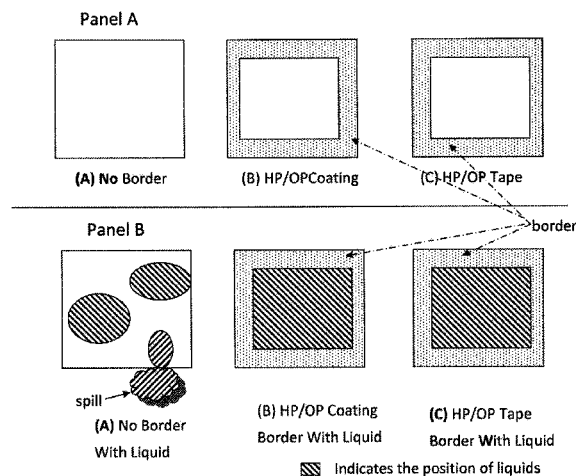 Panel A
(A) No Border
(B) HP/OPCoating
(C) HP/OP Tape
border
Panel B
spill
(A) No Border
With Liquid
(B) HP/OP Coating
Border With Liquid
(C) HP/OP Tape
Border With Liquid
Indicates the position of liquids